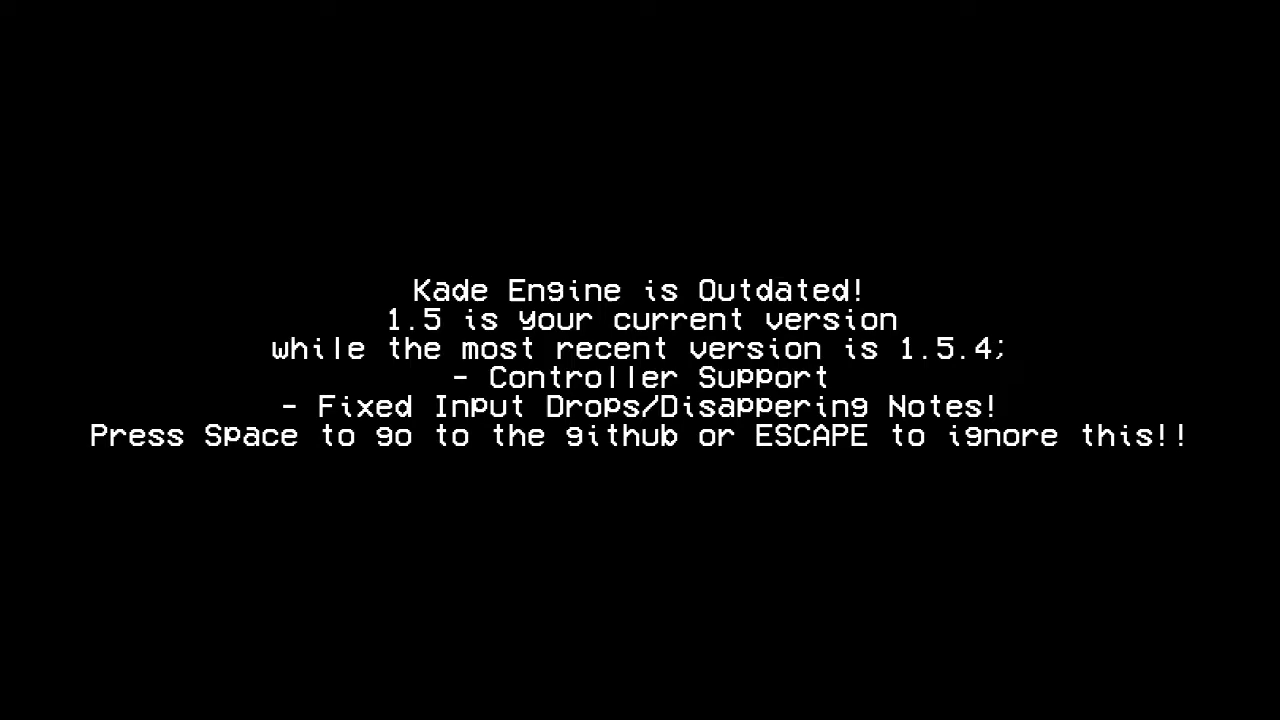 Kade Engine is Outdated!
1.5 is your current version
while the most recent version is 1.5.4;
- Controller Support
- Fixed Input Drops/Disappering Notes!
Press Space to go to the github or ESCAPE to ignore this!!